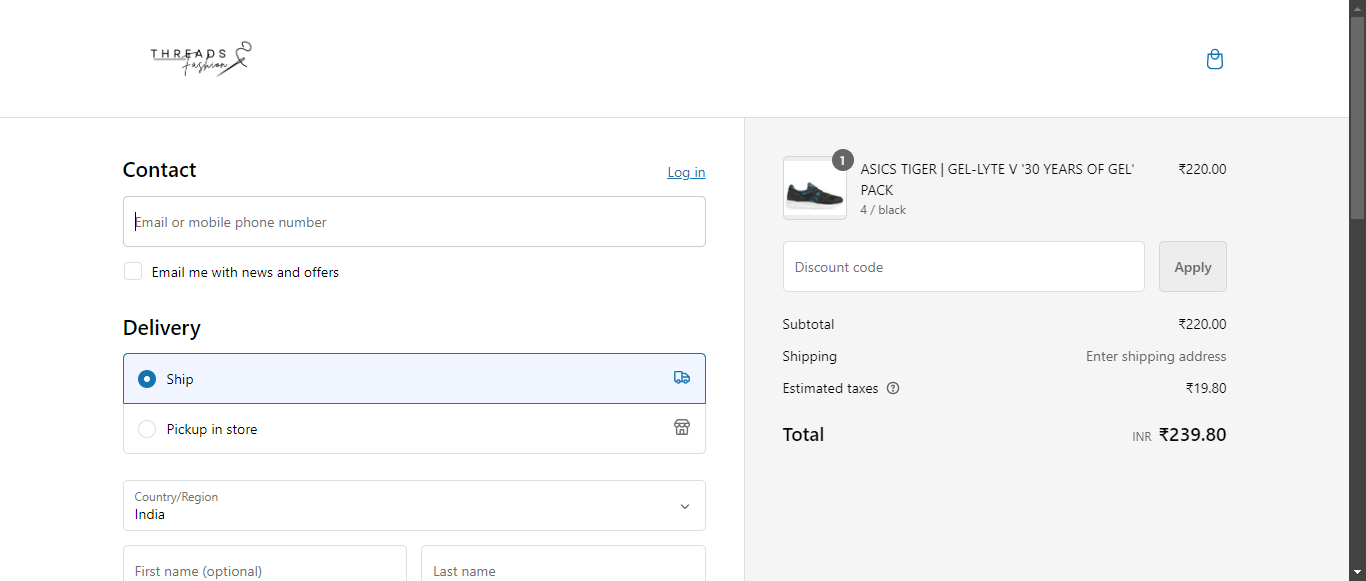 THREADS
Fashion
Contact
Log in
Email or mobile phone number
Email me with news and offers
Delivery
Ship
Pickup in store
Country/Region
India
First name (optional)
Last name
1
ASICS TIGER | GEL-LYTE V '30 YEARS OF GEL'
PACK
4 / black
₹220.00
Discount code
Apply
Subtotal ₹220.00
Shipping Enter shipping address
Estimated taxes ? ₹19.80
Total INR ₹239.80